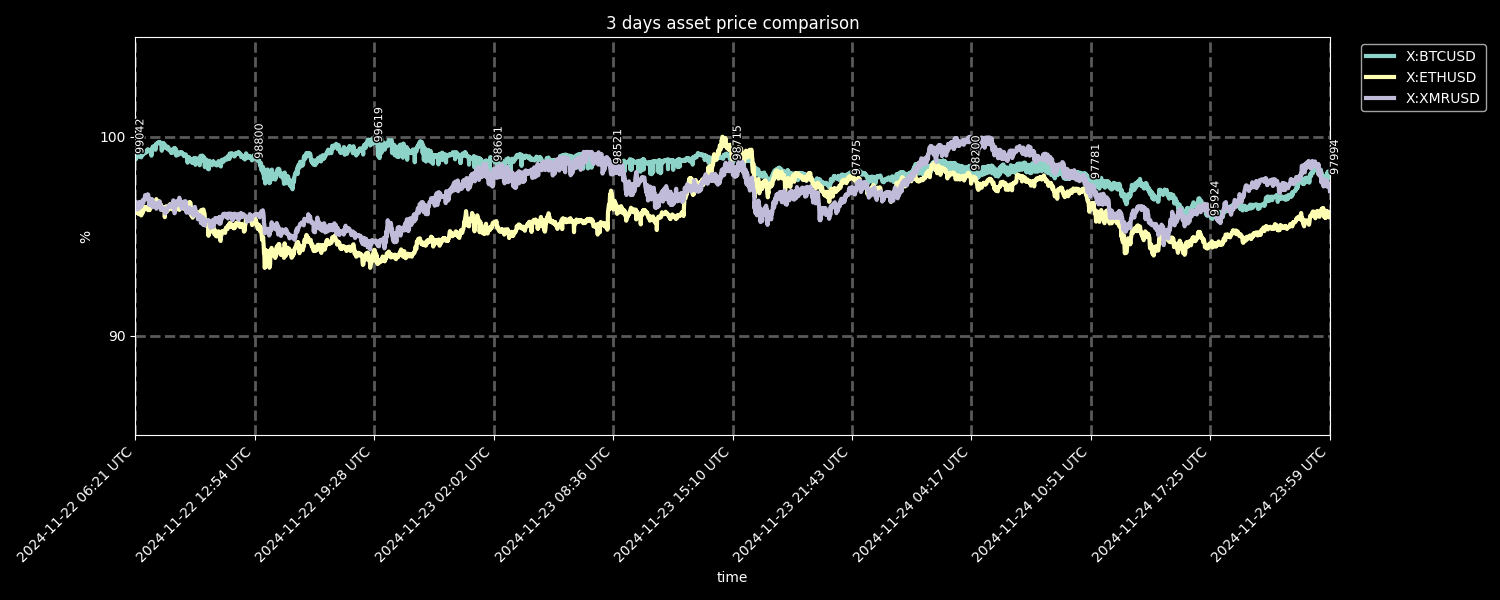 3 days asset price comparison
X:BTCUSD
X:ETHUSD
X:XMRUSD
100
90
%
99042
98800
99619
98661
98521
98715
97975
98200
97781
95924
97994
2024-11-22 06:21 UTC
2024-11-22 12:54 UTC
2024-11-22 19:28 UTC
2024-11-23 02:02 UTC
2024-11-23 08:36 UTC
2024-11-23 15:10 UTC
2024-11-23 21:43 UTC
2024-11-24 04:17 UTC
2024-11-24 10:51 UTC
2024-11-24 17:25 UTC
2024-11-24 23:59 UTC
time